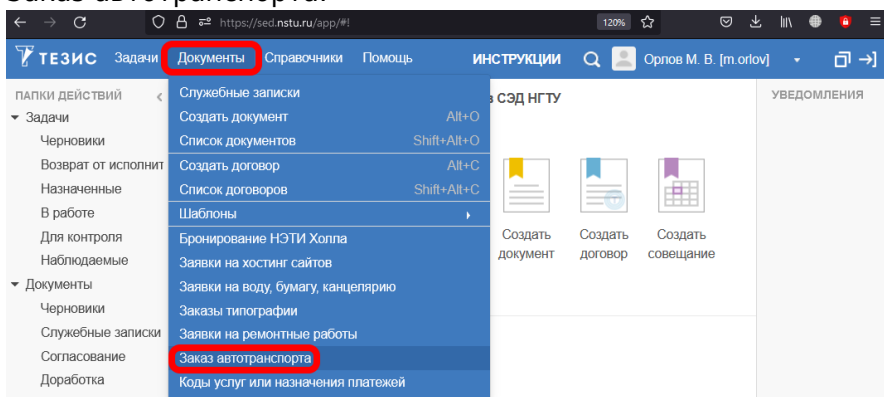 Заказ автотранспорта.
https://sed.nstu.ru/app/#!
120%
ТЕЗИС Задачи Документы Справочники Помощь ИНСТРУКЦИИ Орлов М. В. [m.orlov]
ПАПКИ ДЕЙСТВИЙ
Задачи
Черновики
Возврат от исполнит
Назначенные
В работе
Для контроля
Наблюдаемые
Документы
Черновики
Служебные записки
Согласование
Доработка
Служебные записки
Создать документ Alt+O
Список документов Shift+Alt+O
Создать договор Alt+C
Список договоров Shift+Alt+C
Шаблоны
Бронирование НЭТИ Холла
Заявки на хостинг сайтов
Заявки на воду, бумагу, канцелярию
Заказы типографии
Заявки на ремонтные работы
Заказ автотранспорта
Коды услуг или назначения платежей
в СЭД НГТУ
Создать документ
Создать договор
Создать совещание
УВЕДОМЛЕНИЯ